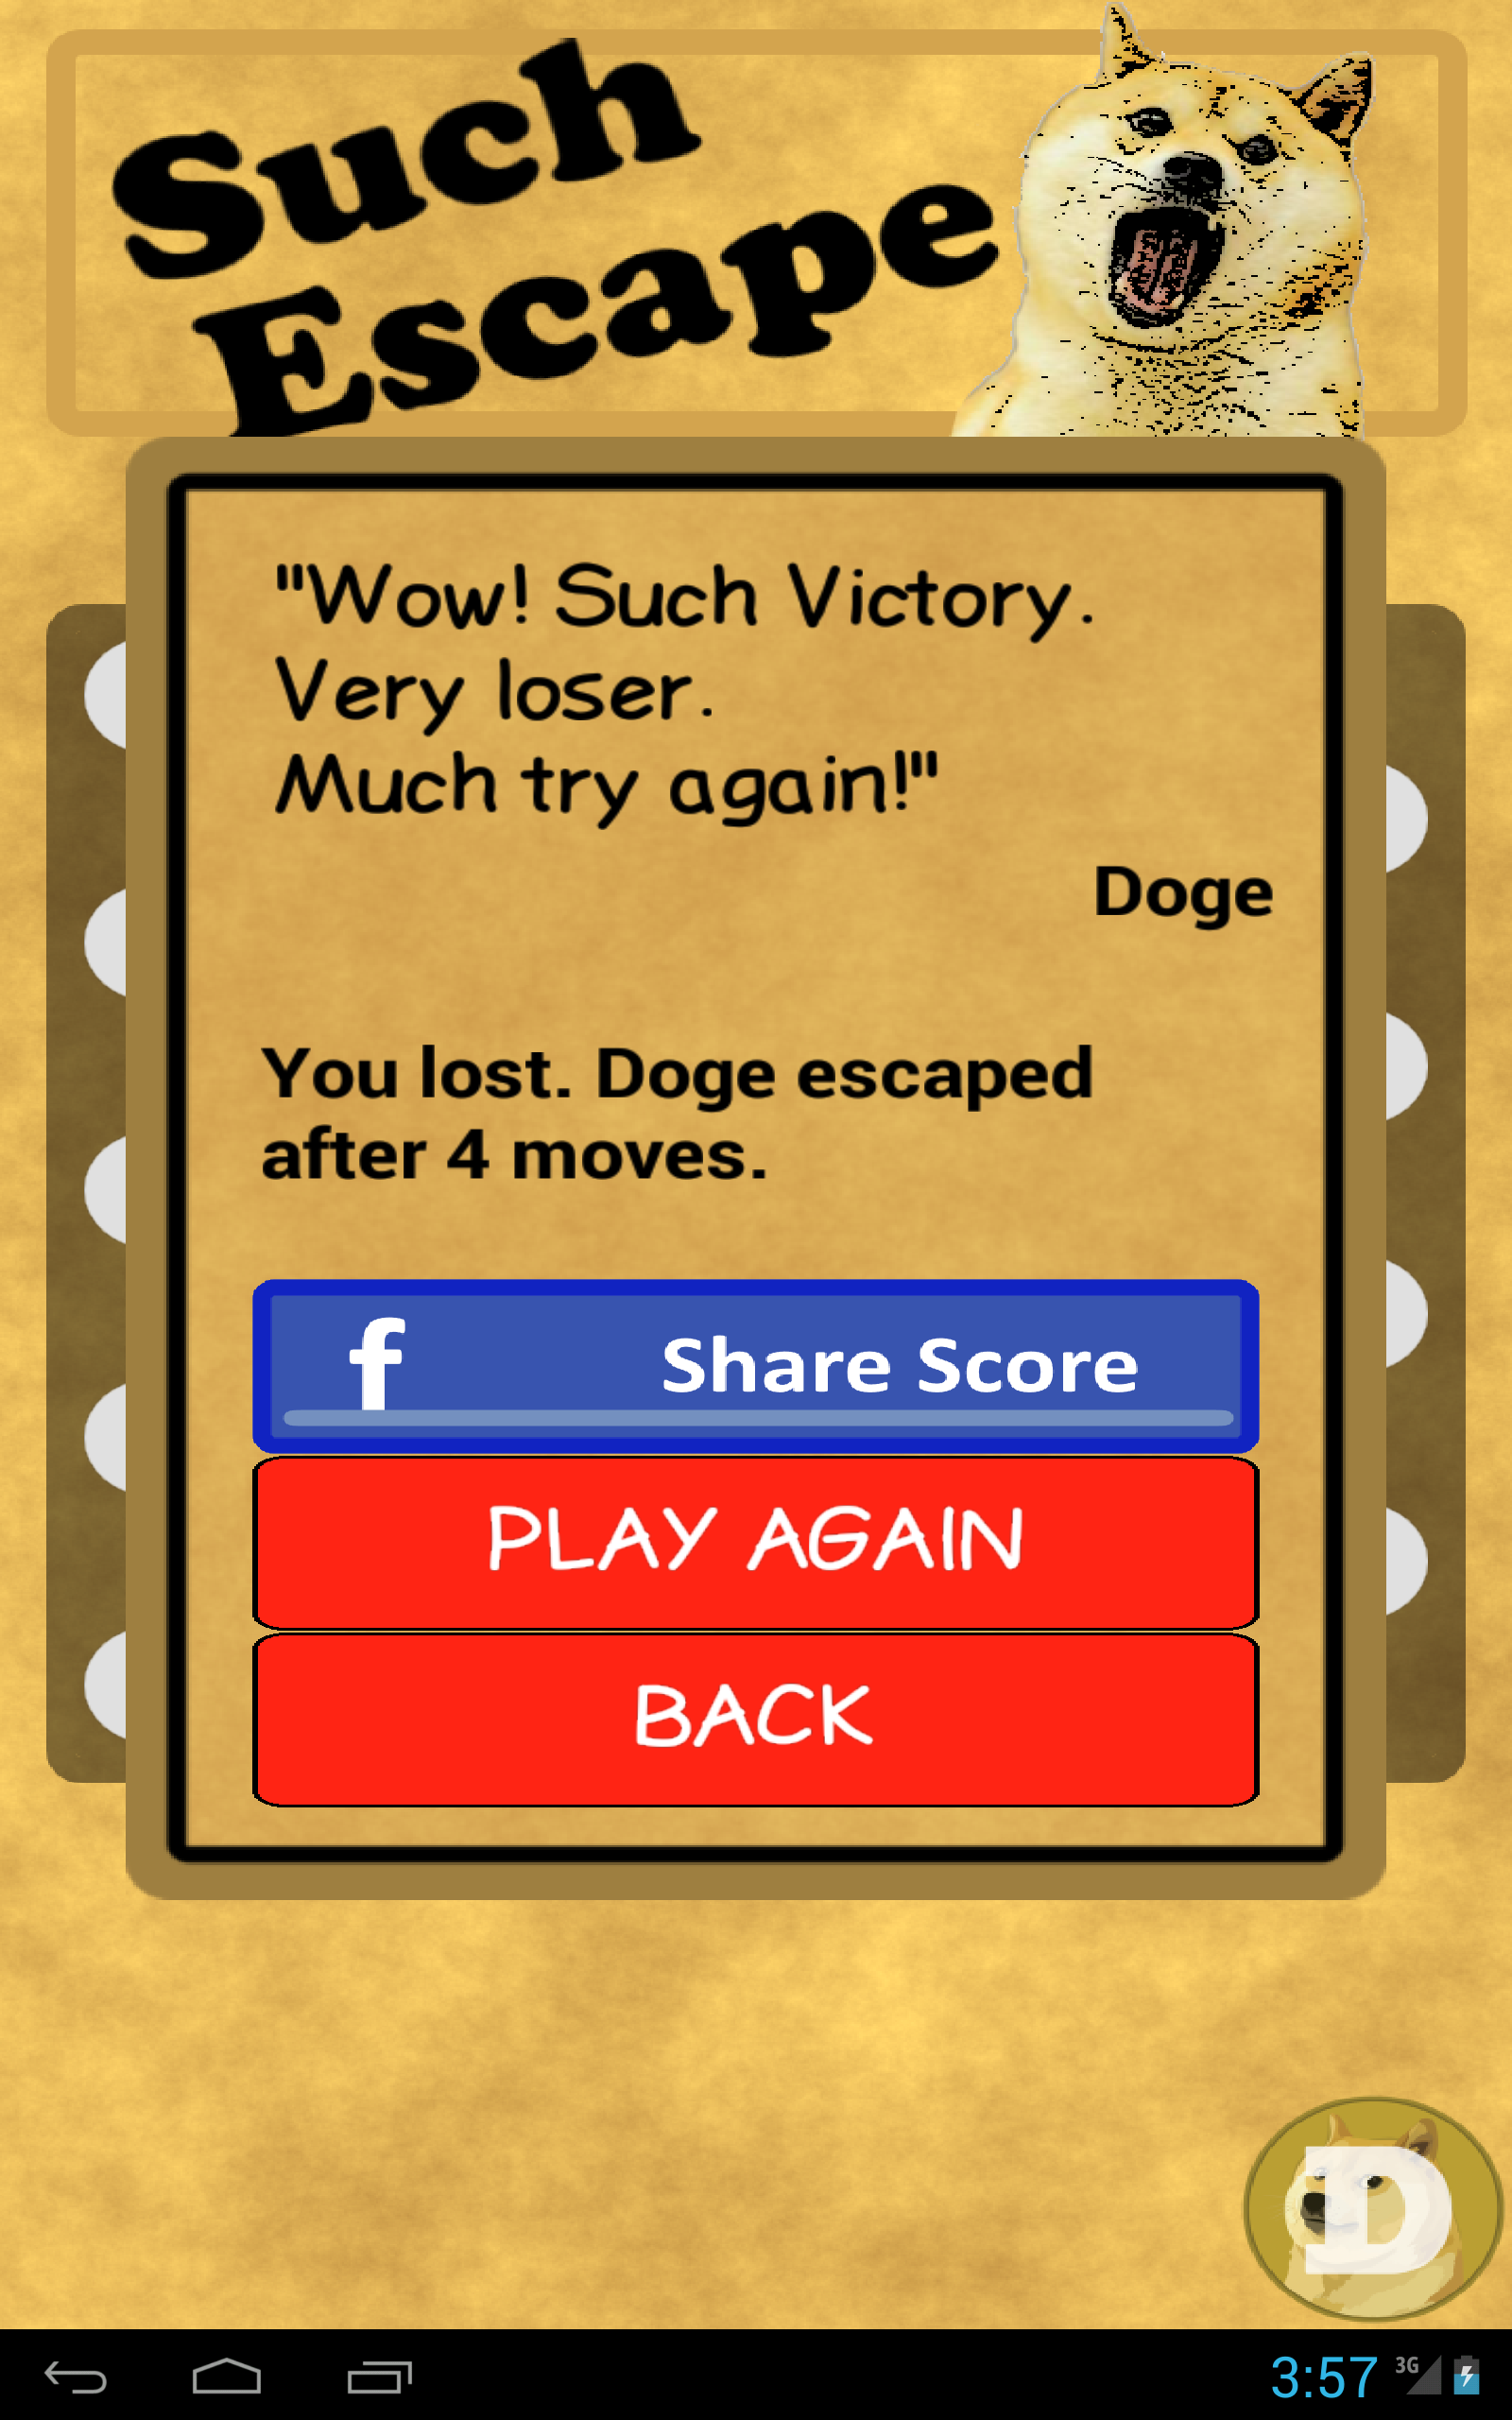 Such
Escape
"Wow! Such Victory.
Very loser.
Much try again!"
Doge
You lost. Doge escaped
after 4 moves.
f Share Score
PLAY AGAIN
BACK
D
3:57 3G